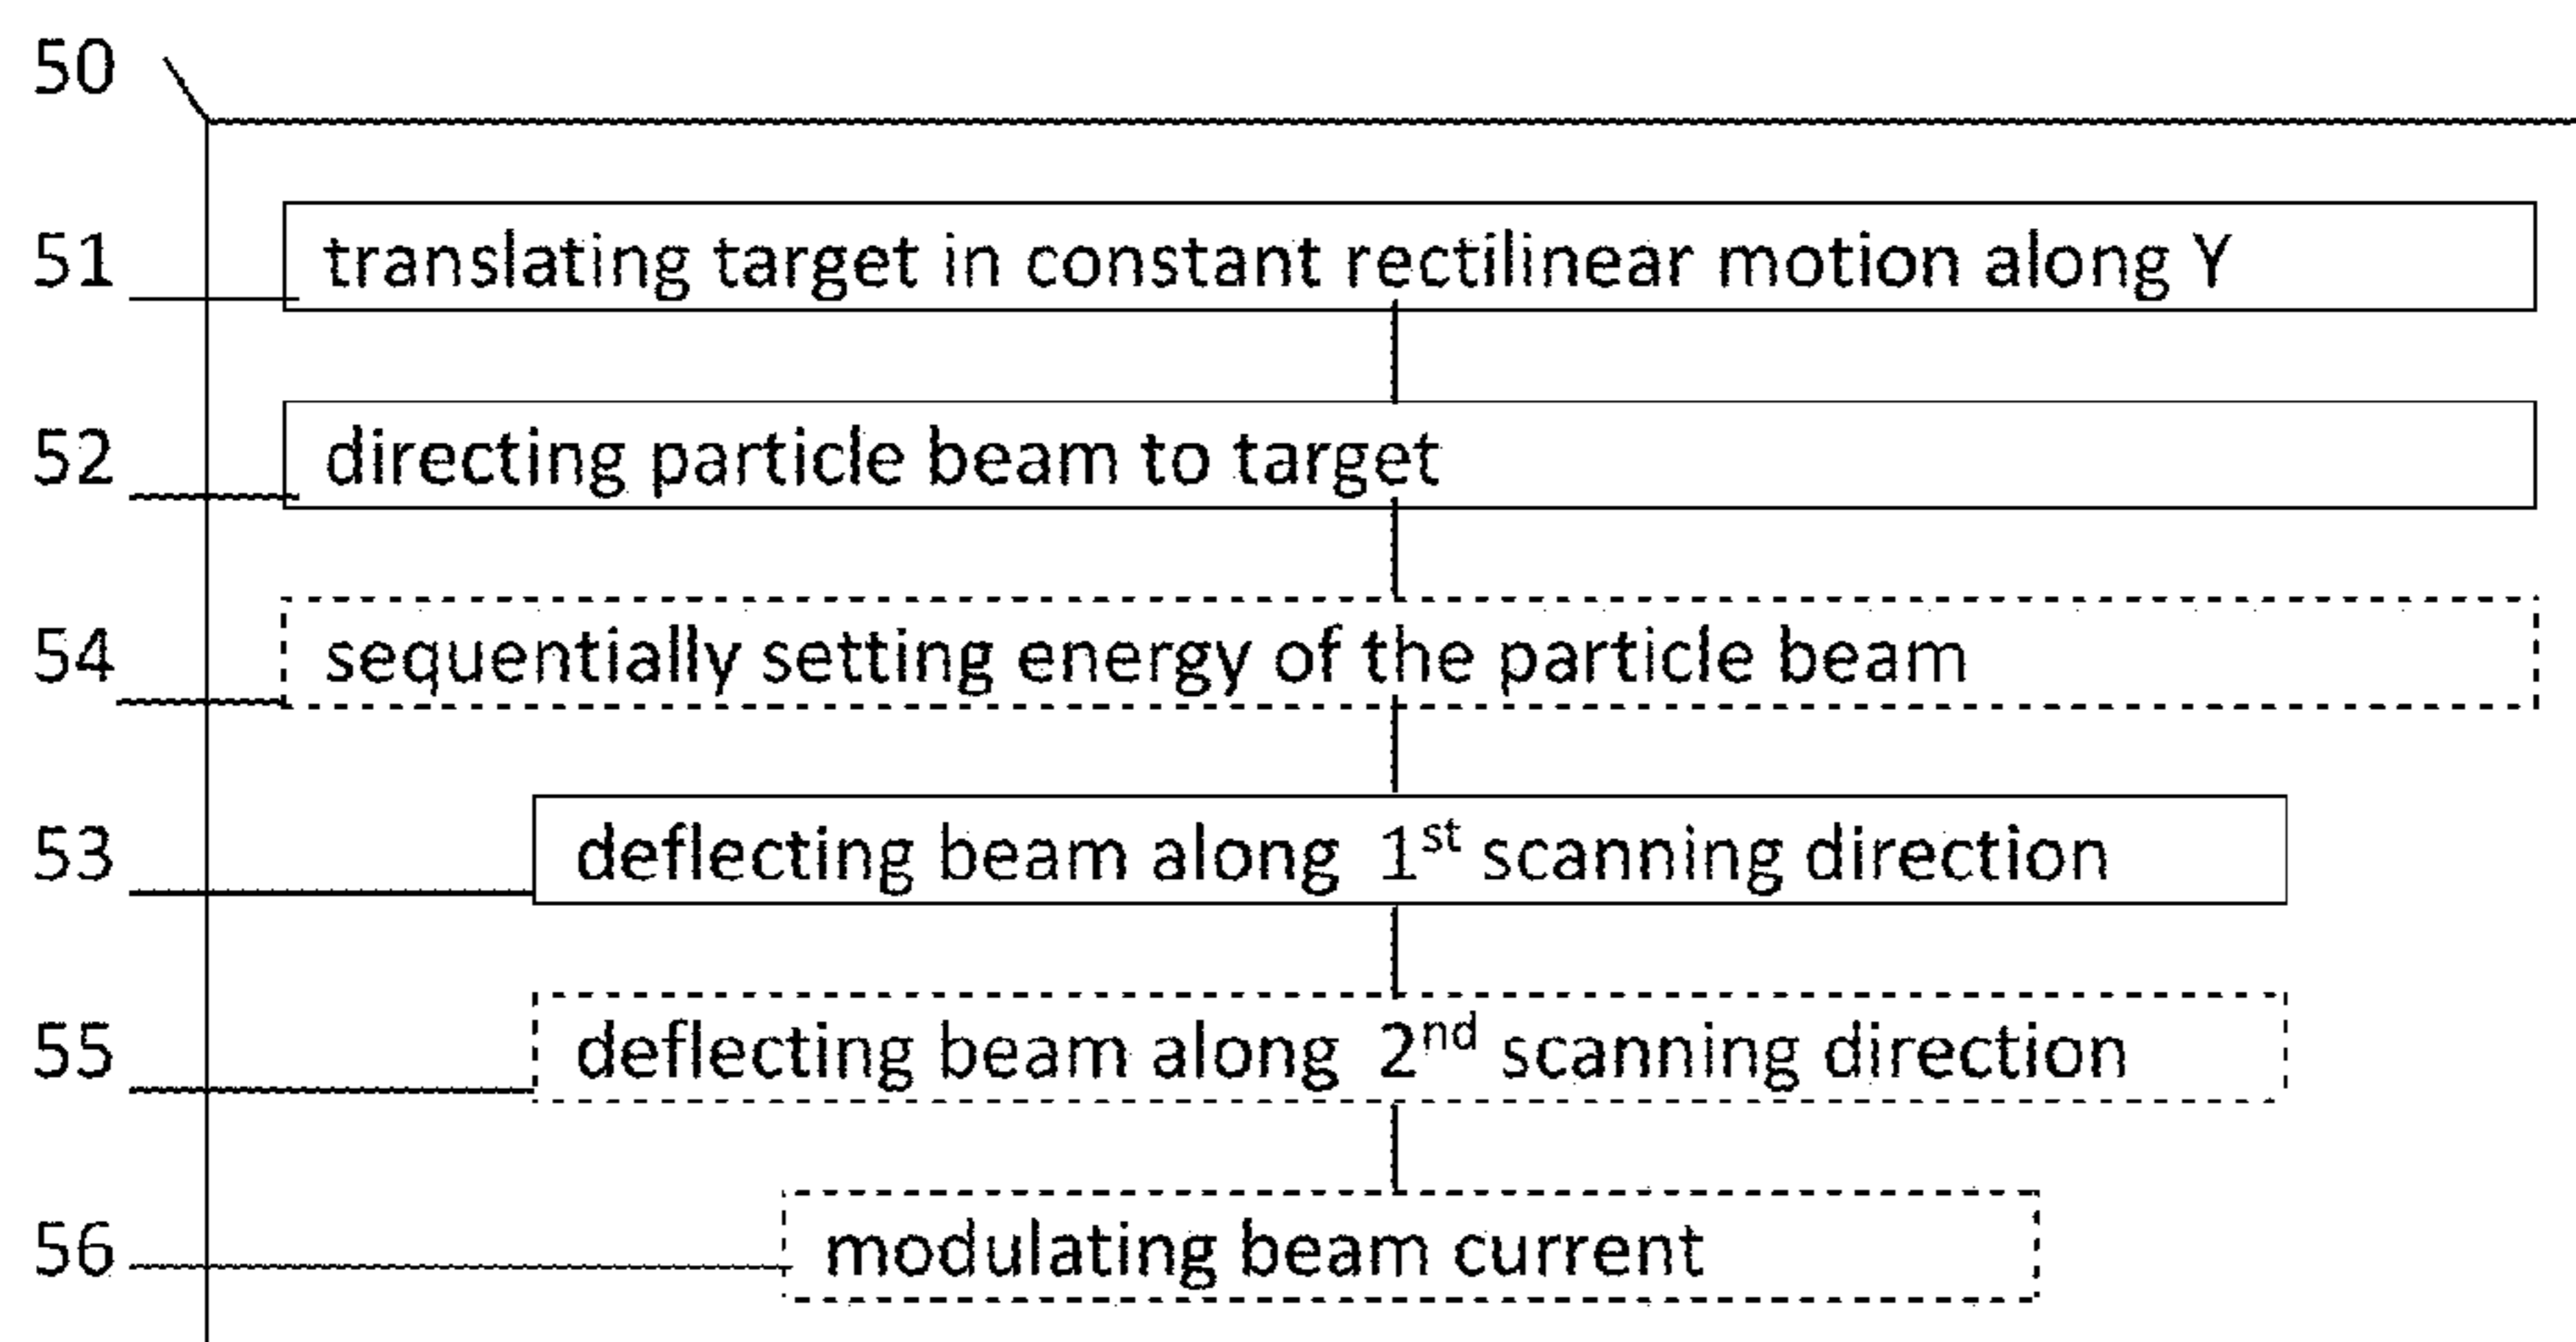 50
51 translating target in constant rectilinear motion along Y
52 directing particle beam to target
54 sequentially setting energy of the particle beam
53 deflecting beam along 1st scanning direction
55 deflecting beam along 2nd scanning direction
56 modulating beam current